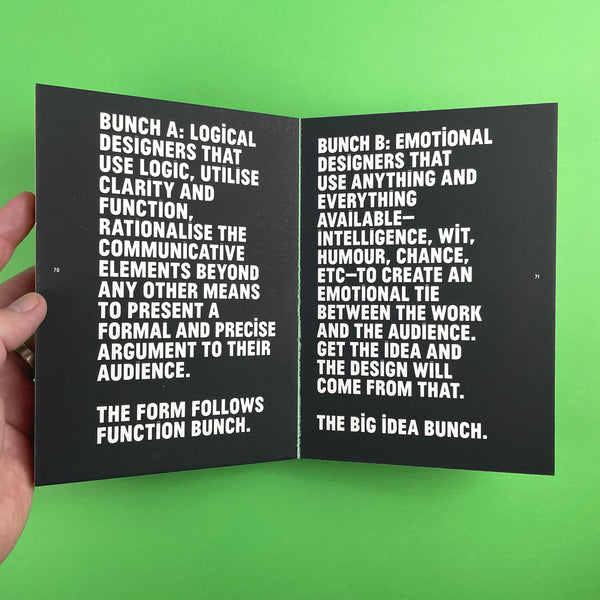 BUNCH A: LOGiCAL
DESIGNERS THAT
USE LOGIC, UTILISE
CLARITY AND
FUNCTION,
RATIONALISE THE
COMMUNICATIVE
ELEMENTS BEYOND
ANY OTHER MEANS
TO PRESENT A
FORMAL AND PRECiSE
ARGUMENT TO THEIR
AUDIENCE.
THE FORM FOLLOWS
FUNCTION BUNCH.
70
BUNCH B: EMOTiONAL
DESIGNERS THAT
USE ANYTHING AND
EVERYTHING
AVAILABLE—
INTELLIGENCE, WiT,
HUMOUR, CHANCE,
ETC—TO CREATE AN
EMOTIONAL TIE
BETWEEN THE WORK
AND THE AUDIENCE.
GET THE IDEA AND
THE DESIGN WILL
COME FROM THAT.
THE BiG iDEA BUNCH.
71